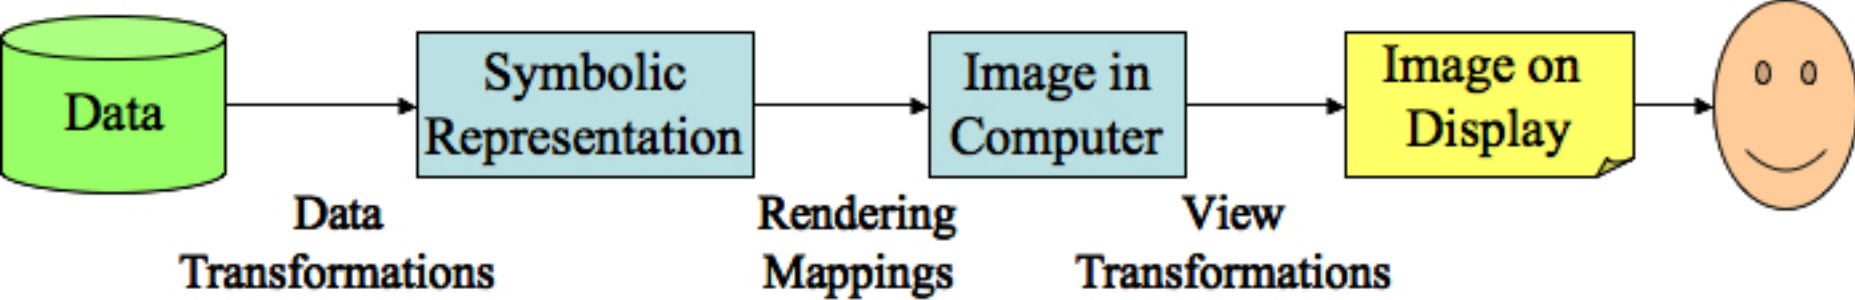 Data
Symbolic
Representation
Image in
Computer
Image on
Display
Data
Transformations
Rendering
Mappings
View
Transformations